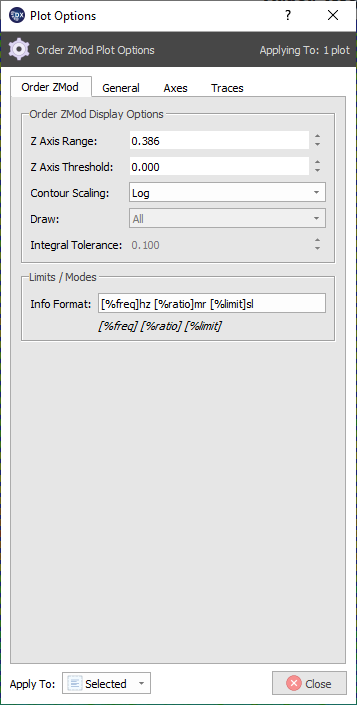 DX Plot Options ?
Order ZMod Plot Options Applying To: 1 plot
Order ZMod General Axes Traces
Order ZMod Display Options
Z Axis Range: 0.386
Z Axis Threshold: 0.000
Contour Scaling: Log
Draw: All
Integral Tolerance: 0.100
Limits / Modes
Info Format: [%freq]hz [%ratio]mr [%limit]sl
[%freq] [%ratio] [%limit]
Apply To: Selected Close